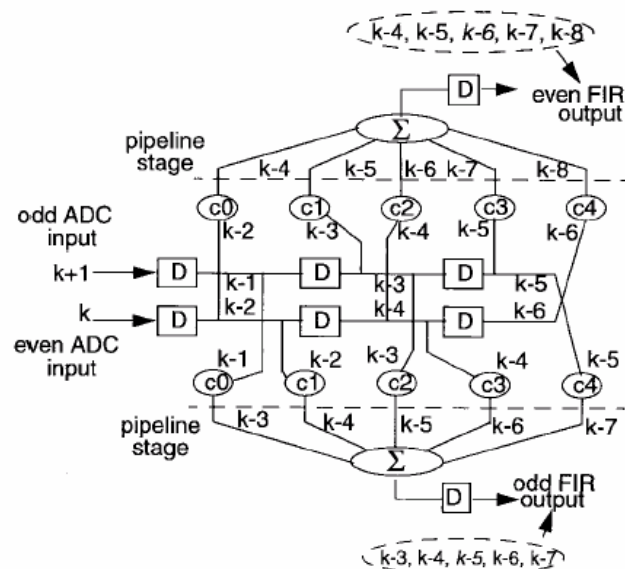 k-4, k-5, k-6, k-7, k-8
D
even FIR
output
Σ
pipeline
stage
k-4
k-5
k-6
k-7
k-8
c0
c1
c2
c3
c4
odd ADC
input
k-2
k-3
k-4
k-5
k-6
k+1
D
k-1
D
k-3
D
k-5
k
D
k-2
D
k-4
D
k-6
even ADC
input
k-1
k-2
k-3
k-4
k-5
c0
c1
c2
c3
c4
pipeline
stage
k-3
k-4
k-5
k-6
k-7
Σ
D
odd FIR
output
k-3, k-4, k-5, k-6, k-7